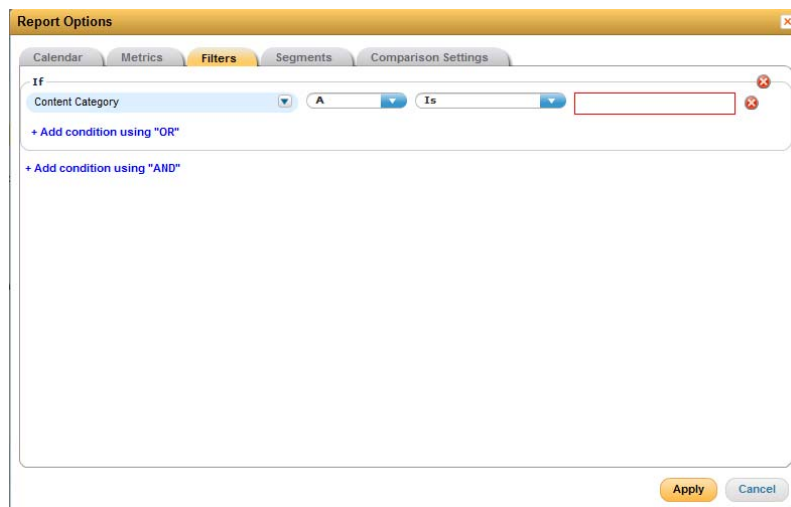 Report Options
Calendar Metrics Filters Segments Comparison Settings
If
Content Category A Is
+ Add condition using "OR"
+ Add condition using "AND"
Apply Cancel